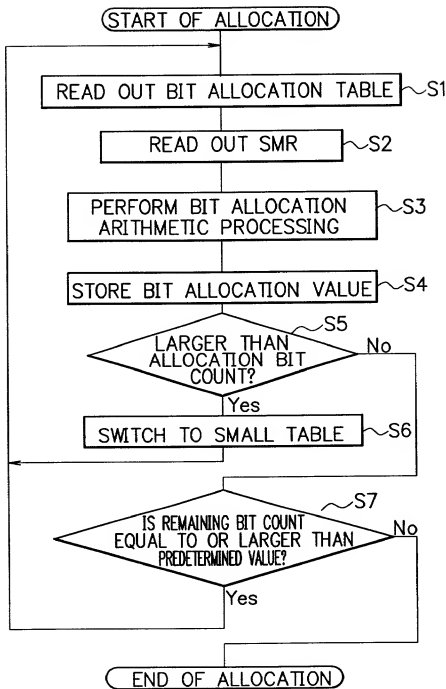 START OF ALLOCATION
READ OUT BIT ALLOCATION TABLE
S1
READ OUT SMR
S2
PERFORM BIT ALLOCATION
ARITHMETIC PROCESSING
S3
STORE BIT ALLOCATION VALUE
S4
S5
LARGER THAN
ALLOCATION BIT
COUNT?
No
Yes
SWITCH TO SMALL TABLE
S6
S7
IS REMAINING BIT COUNT
EQUAL TO OR LARGER THAN
PREDETERMINED VALUE?
No
Yes
END OF ALLOCATION